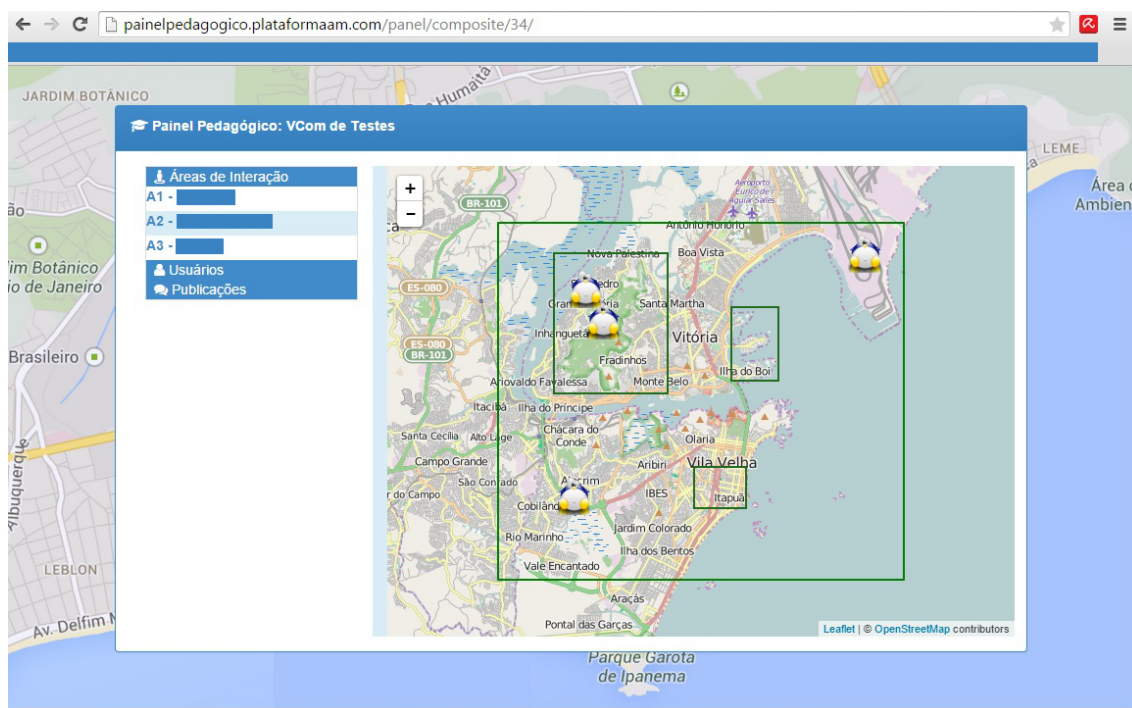 painelpedagogico.plataformaam.com/panel/composite/34/
JARDIM BOTÂNICO
Humaitá
LEME
Painel Pedagógico: VCom de Testes
Áreas de Interação
A1 -
A2 -
A3 -
Usuários
Publicações
+
−
BR-101
Aeroporto
Eurico de
Aguiar Salles
Antônio Honório
Nova Palestina
Boa Vista
ES-080
Santa Martha
Inhanguetá
Vitória
ES-080
BR-101
Fradinhos
Ilha do Boi
Ariovaldo Favalessa
Monte Belo
Itacibá
Ilha do Príncipe
Santa Cecília
Alto Lage
Chácara do
Conde
Olaria
Campo Grande
Aribiri
Vila Velha
São Conrado
r do Campo
IBES
Itapuã
Rio Marinho
Jardim Colorado
Ilha dos Bentos
Vale Encantado
Araçás
Pontal das Garças
Leaflet | © OpenStreetMap contributors
Área
Ambien
im Botânico
io de Janeiro
Brasileiro
Albuquerque
LEBLON
Av. Delfim
Parque Garota
de Ipanema